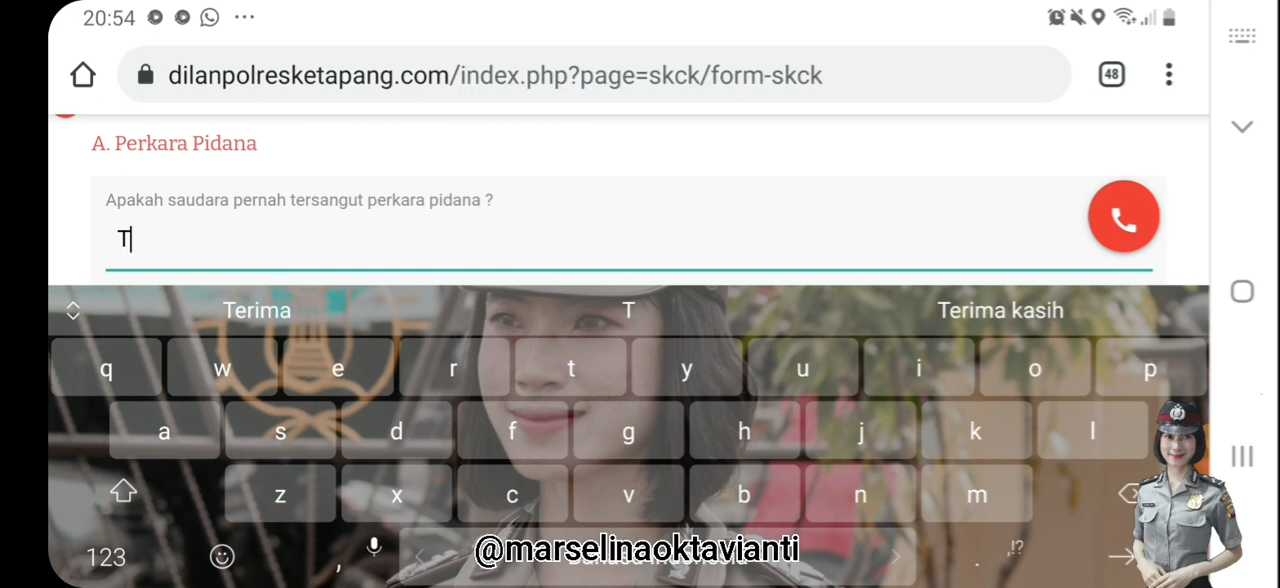 20:54
dilanpolresketapang.com/index.php?page=skck/form-skck
48
A. Perkara Pidana
Apakah saudara pernah tersangut perkara pidana ?
T
Terima T Terima kasih
q w e r t y u i o p
a s d f g h j k l
z x c v b n m
123 , . !?
@marselinaoktavianti